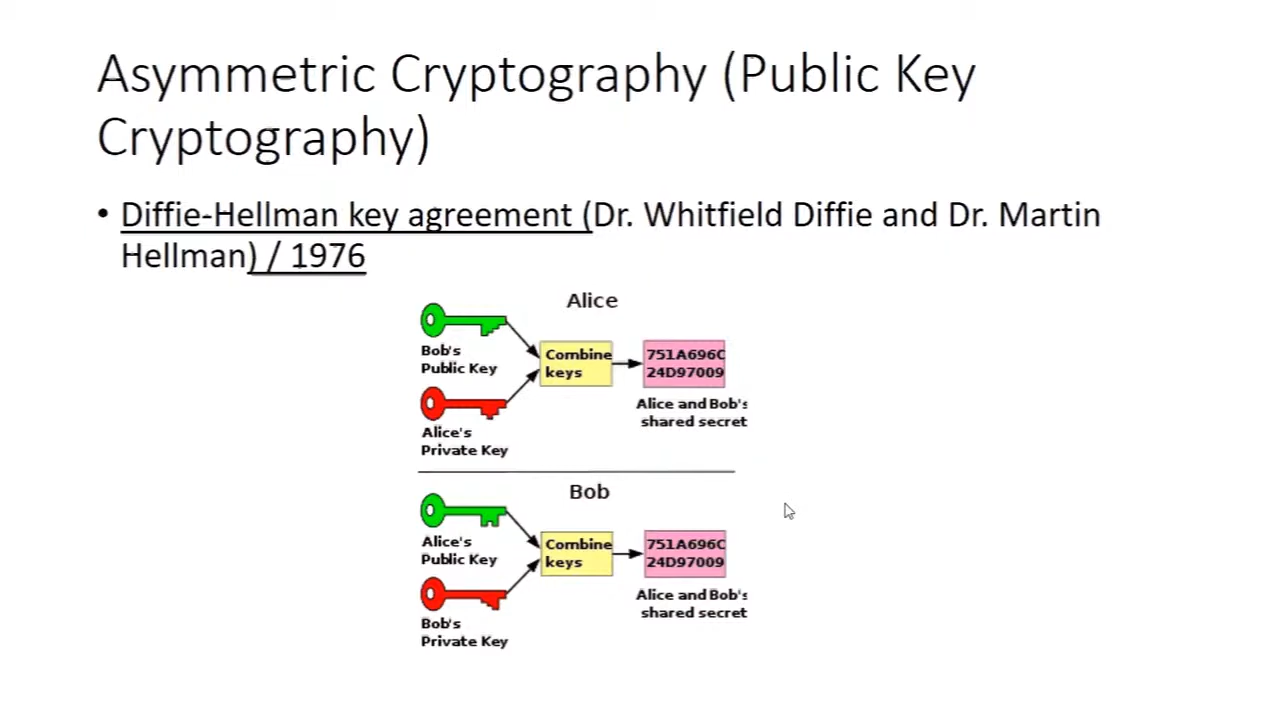 Asymmetric Cryptography (Public Key
Cryptography)
• Diffie-Hellman key agreement (Dr. Whitfield Diffie and Dr. Martin
Hellman) / 1976
Alice
Bob's
Public Key
Combine
keys
751A696C
24D97009
Alice's
Private Key
Alice and Bob's
shared secret
Bob
Alice's
Public Key
Combine
keys
751A696C
24D97009
Bob's
Private Key
Alice and Bob's
shared secret